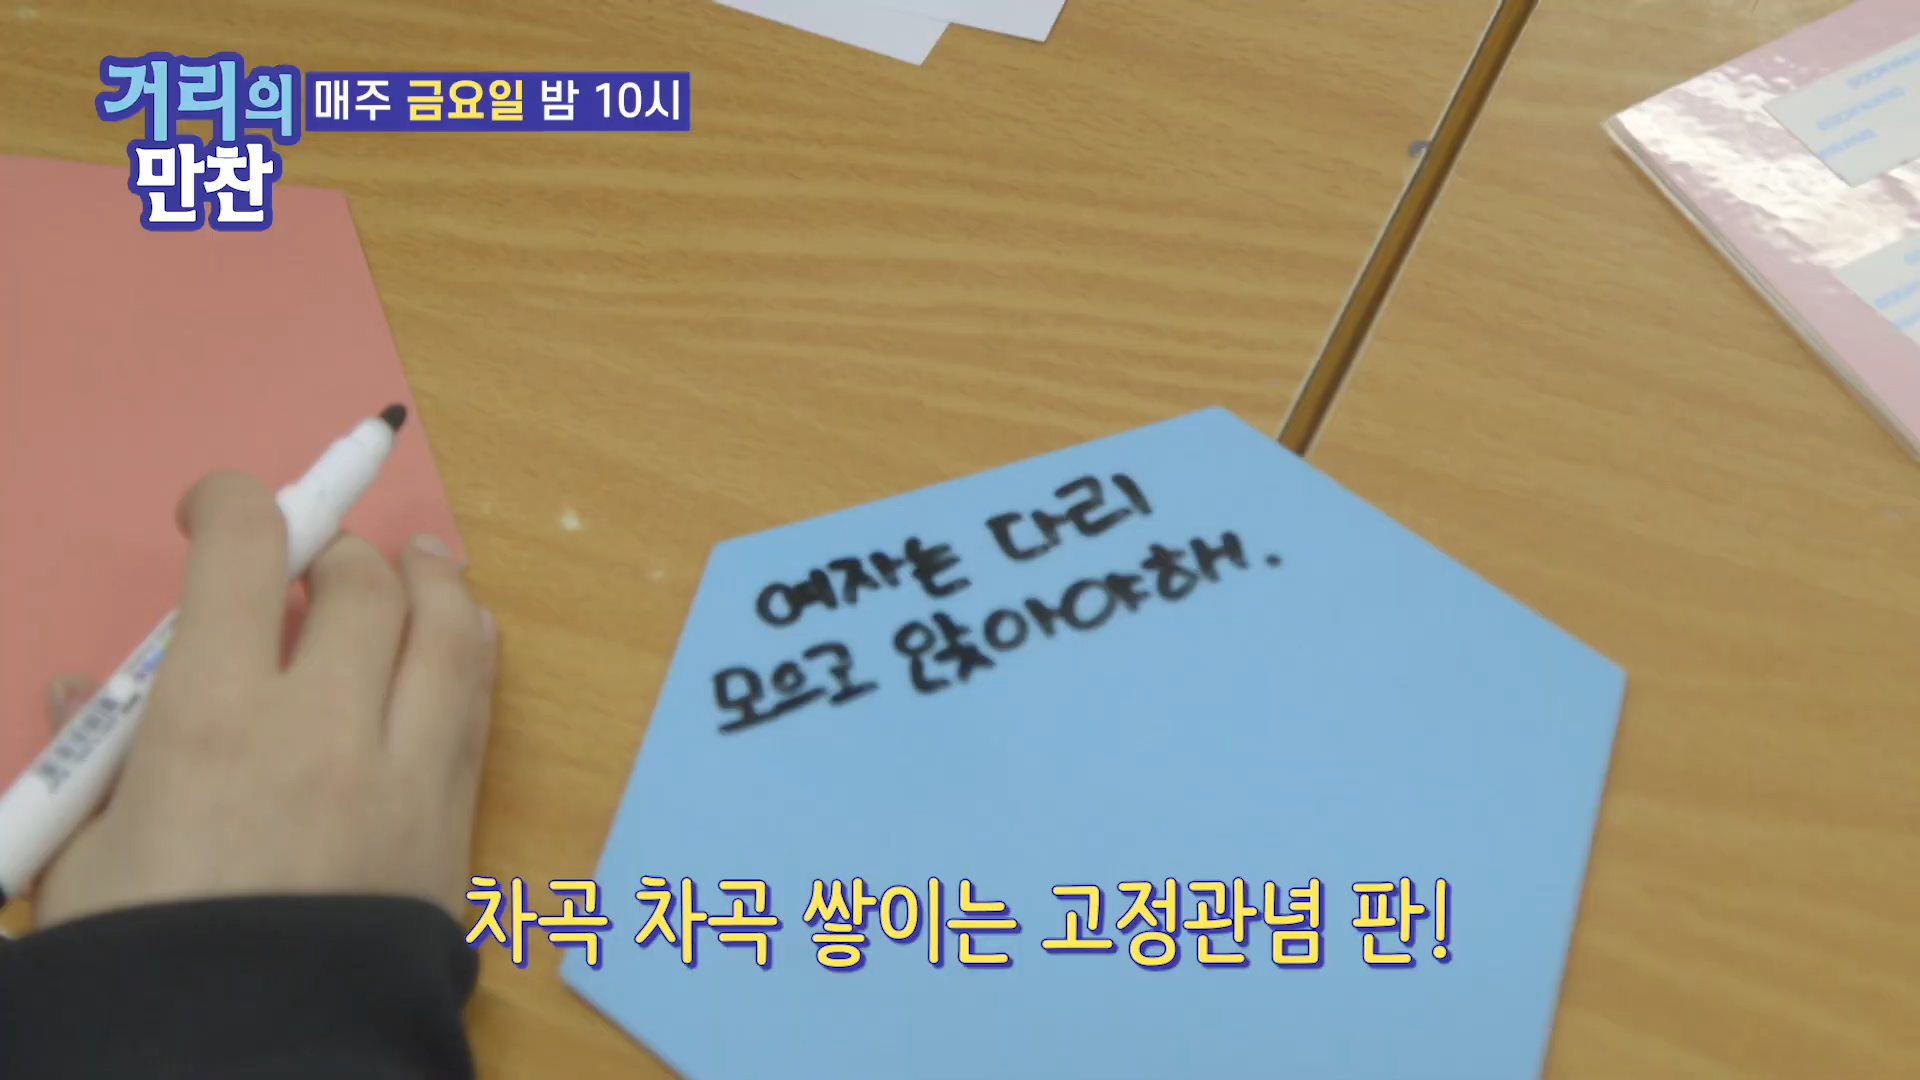 거리의 매주 금요일 밤 10시
만찬
여자는 다리
모으고 앉아야해.
차곡 차곡 쌓이는 고정관념 판!